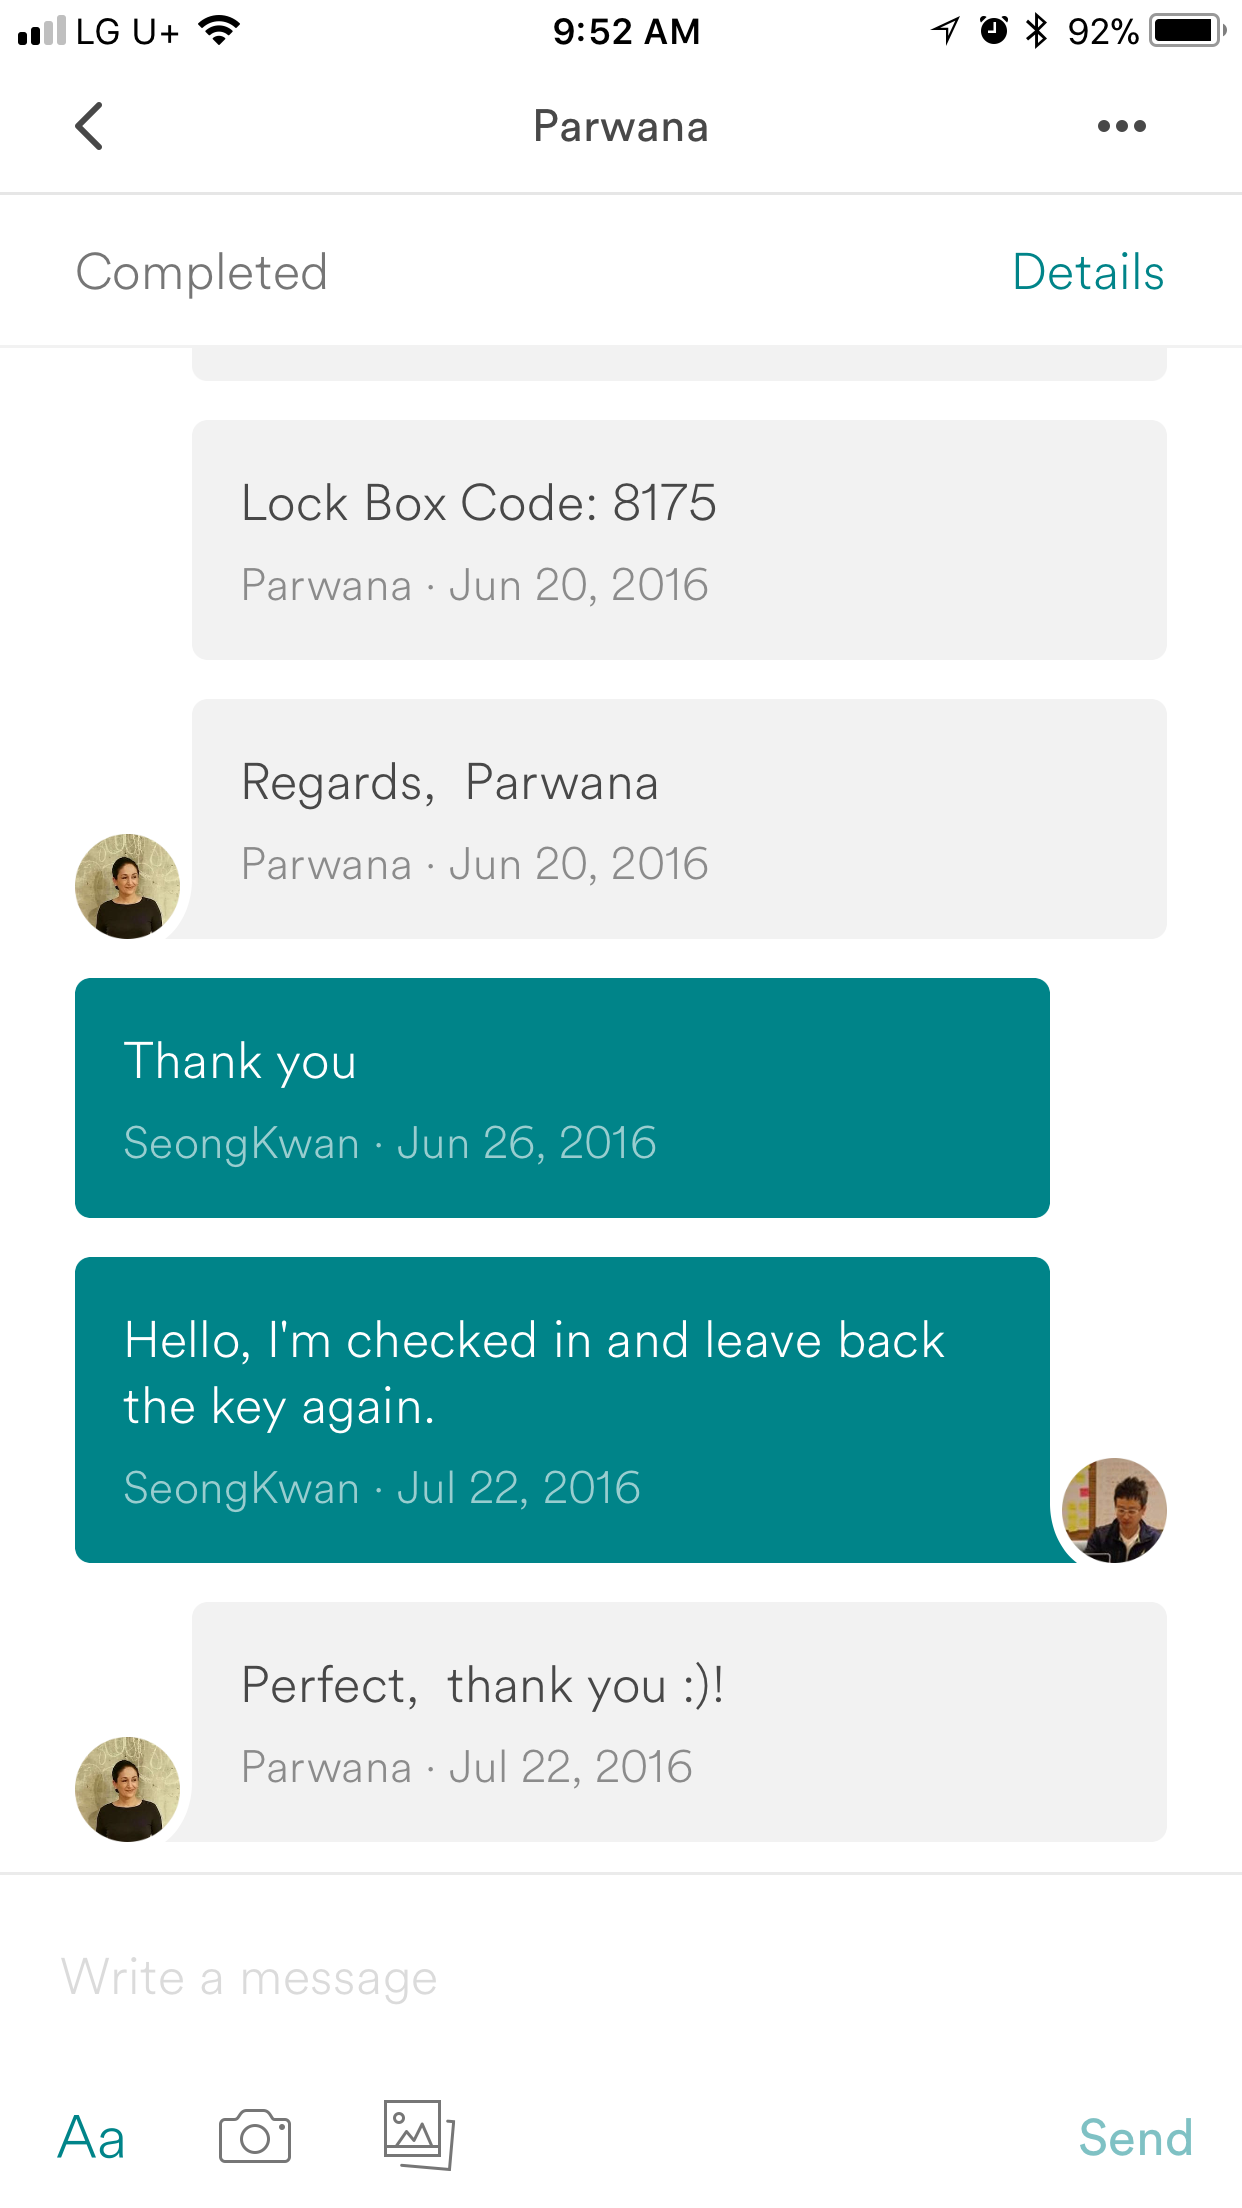 LG U+ 9:52 AM 92%
Parwana
Completed Details
Lock Box Code: 8175
Parwana · Jun 20, 2016
Regards,  Parwana
Parwana · Jun 20, 2016
Thank you
SeongKwan · Jun 26, 2016
Hello, I'm checked in and leave back
the key again.
SeongKwan · Jul 22, 2016
Perfect,  thank you :)!
Parwana · Jul 22, 2016
Write a message
Aa Send